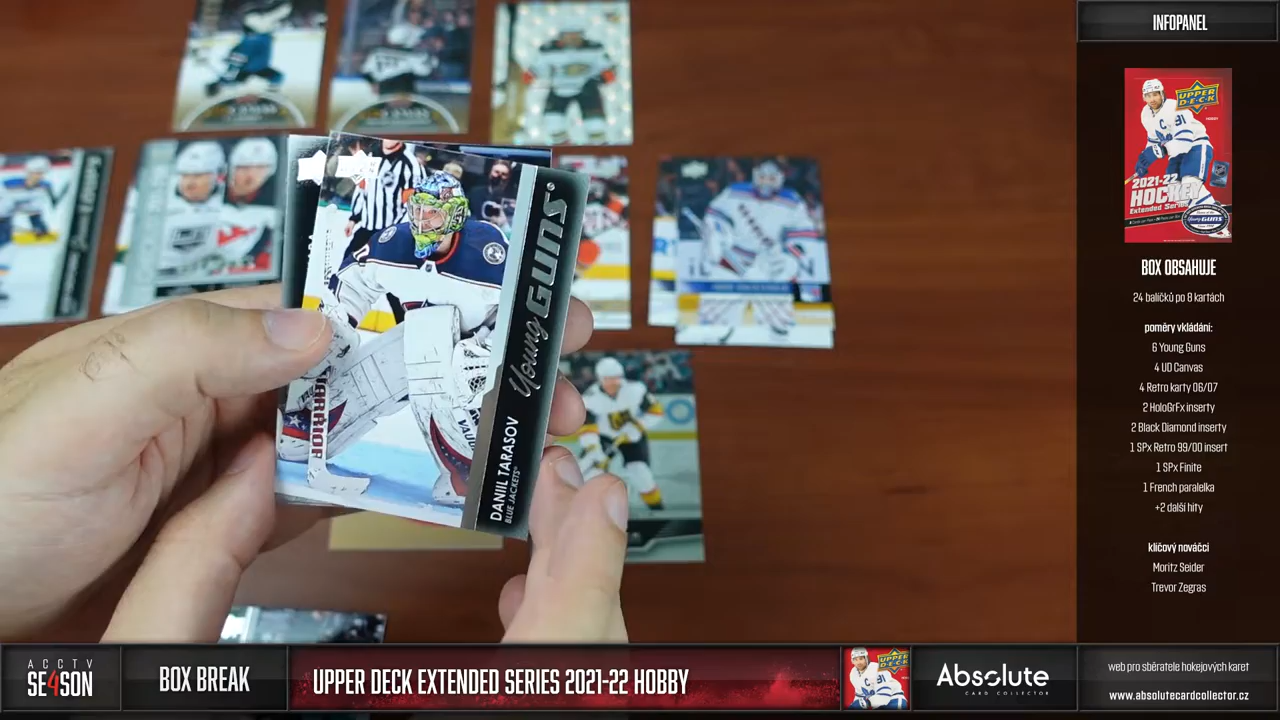 Young GUNS®
DANIIL TARASOV
BLUE JACKETS®
WARRIOR
INFOPANEL
UPPER
D·E·C·K
2021-22
HOCKEY
Extended Series
Young GUNS
BOX OBSAHUJE
24 balíčků po 8 kartách
poměry vkládání:
6 Young Guns
4 UD Canvas
4 Retro karty 06/07
2 HoloGrFx inserty
2 Black Diamond inserty
1 SPx Retro 99/00 insert
1 SPx Finite
1 French paralelka
+2 další hity
klíčový nováčci
Moritz Seider
Trevor Zegras
ACCTV
SE4SON
BOX BREAK
UPPER DECK EXTENDED SERIES 2021-22 HOBBY
Absolute
CARD COLLECTOR
web pro sběratele hokejových karet
www.absolutecardcollector.cz